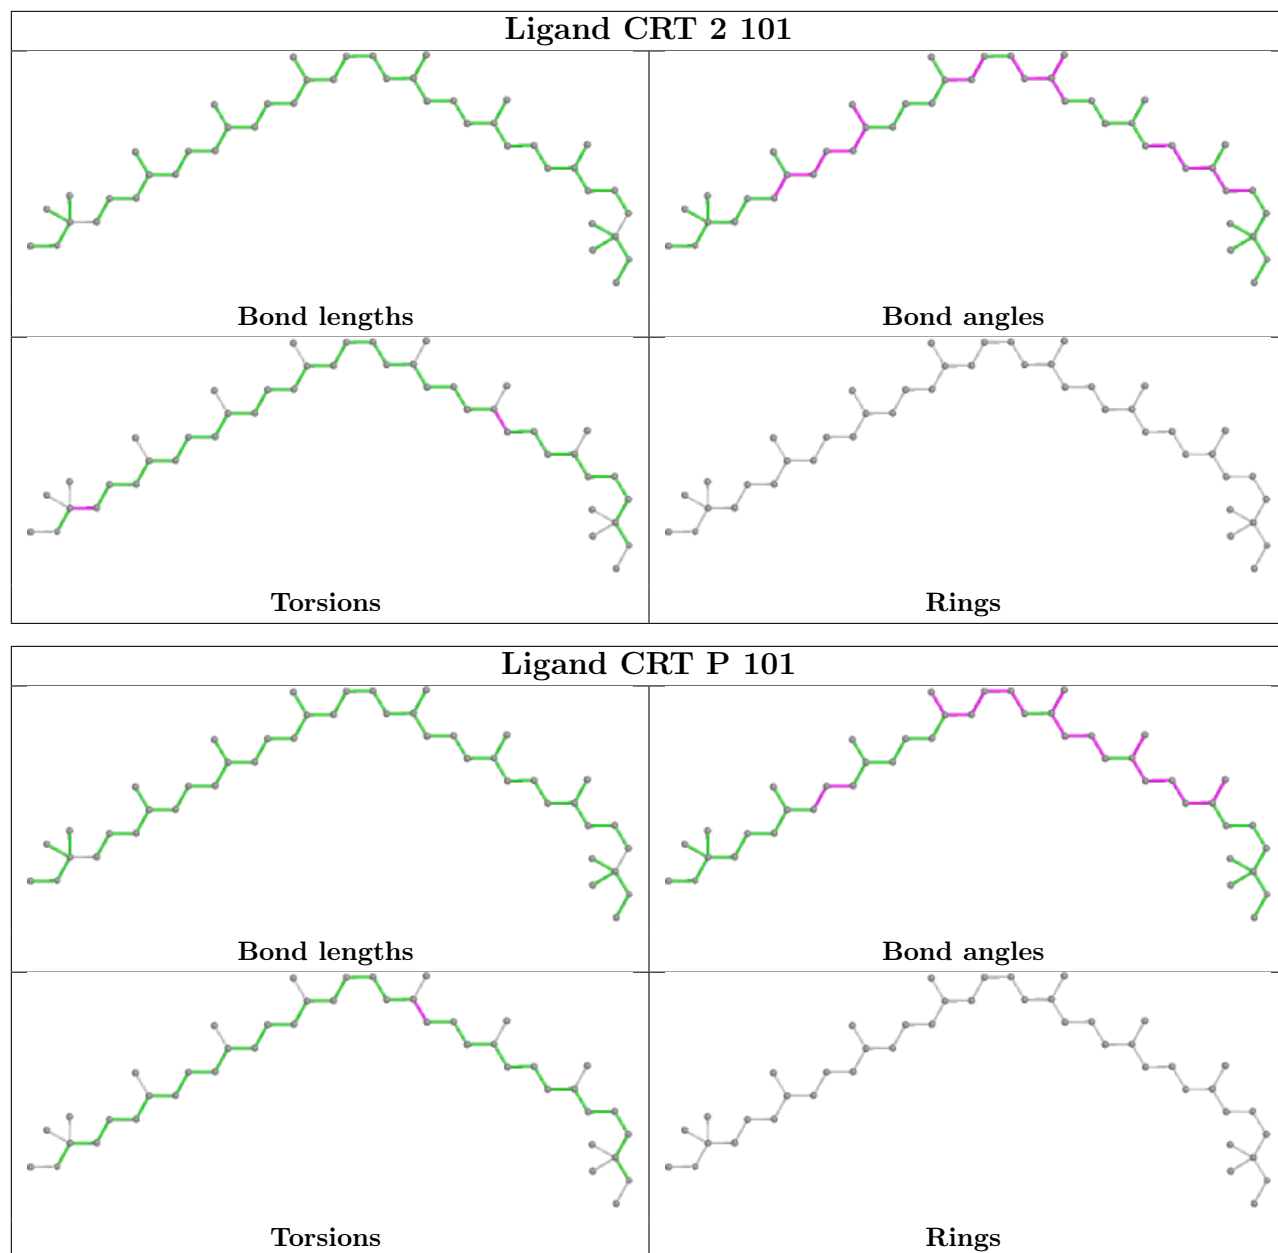 Ligand CRT 2 101
Bond lengths
Bond angles
Torsions
Rings
Ligand CRT P 101
Bond lengths
Bond angles
Torsions
Rings